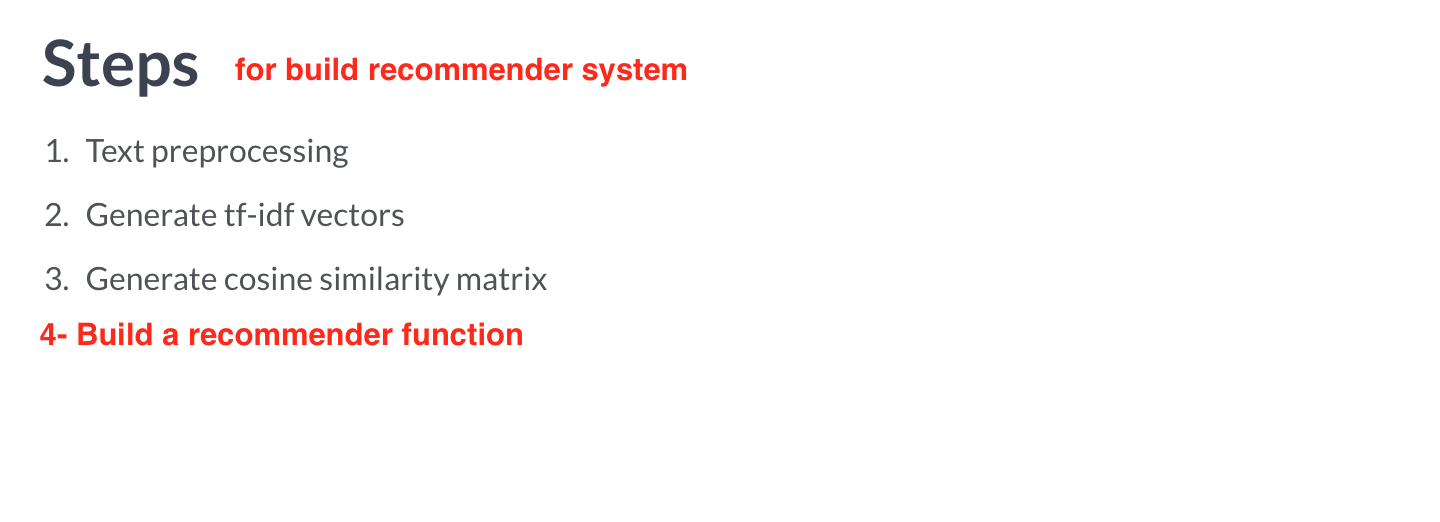 Steps for build recommender system
1. Text preprocessing
2. Generate tf-idf vectors
3. Generate cosine similarity matrix
4- Build a recommender function